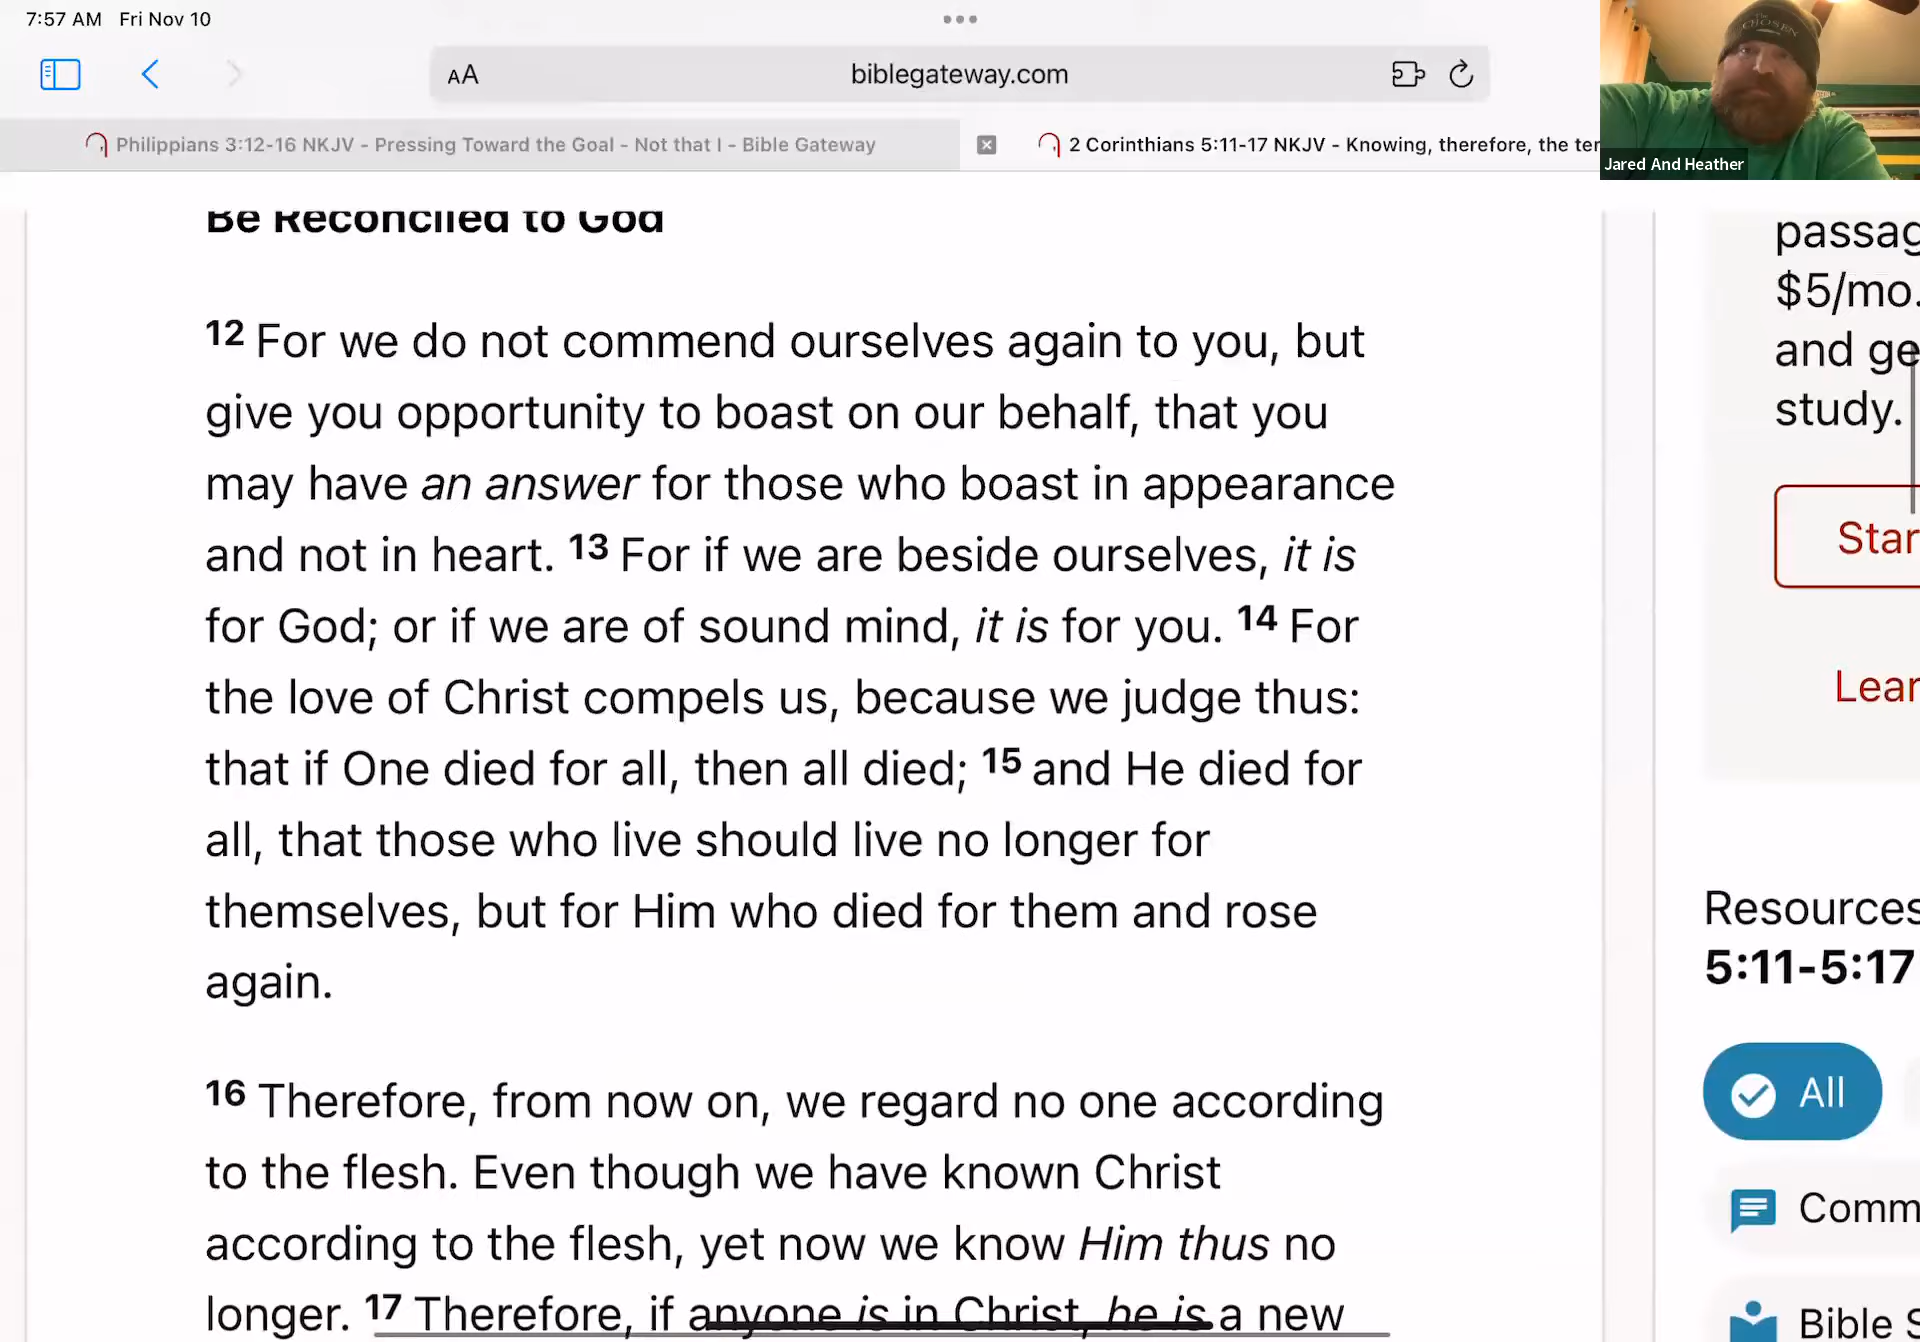 7:57 AM Fri Nov 10
AA
biblegateway.com
Philippians 3:12-16 NKJV - Pressing Toward the Goal - Not that I - Bible Gateway
2 Corinthians 5:11-17 NKJV - Knowing, therefore, the ter
CHOSEN
Jared And Heather
Be Reconciled to God
12 For we do not commend ourselves again to you, but
give you opportunity to boast on our behalf, that you
may have an answer for those who boast in appearance
and not in heart. 13 For if we are beside ourselves, it is
for God; or if we are of sound mind, it is for you. 14 For
the love of Christ compels us, because we judge thus:
that if One died for all, then all died; 15 and He died for
all, that those who live should live no longer for
themselves, but for Him who died for them and rose
again.
16 Therefore, from now on, we regard no one according
to the flesh. Even though we have known Christ
according to the flesh, yet now we know Him thus no
longer. 17 Therefore, if anyone is in Christ, he is a new
passag
$5/mo.
and ge
study.
Star
Lear
Resources
5:11-5:17
All
Comm
Bible S